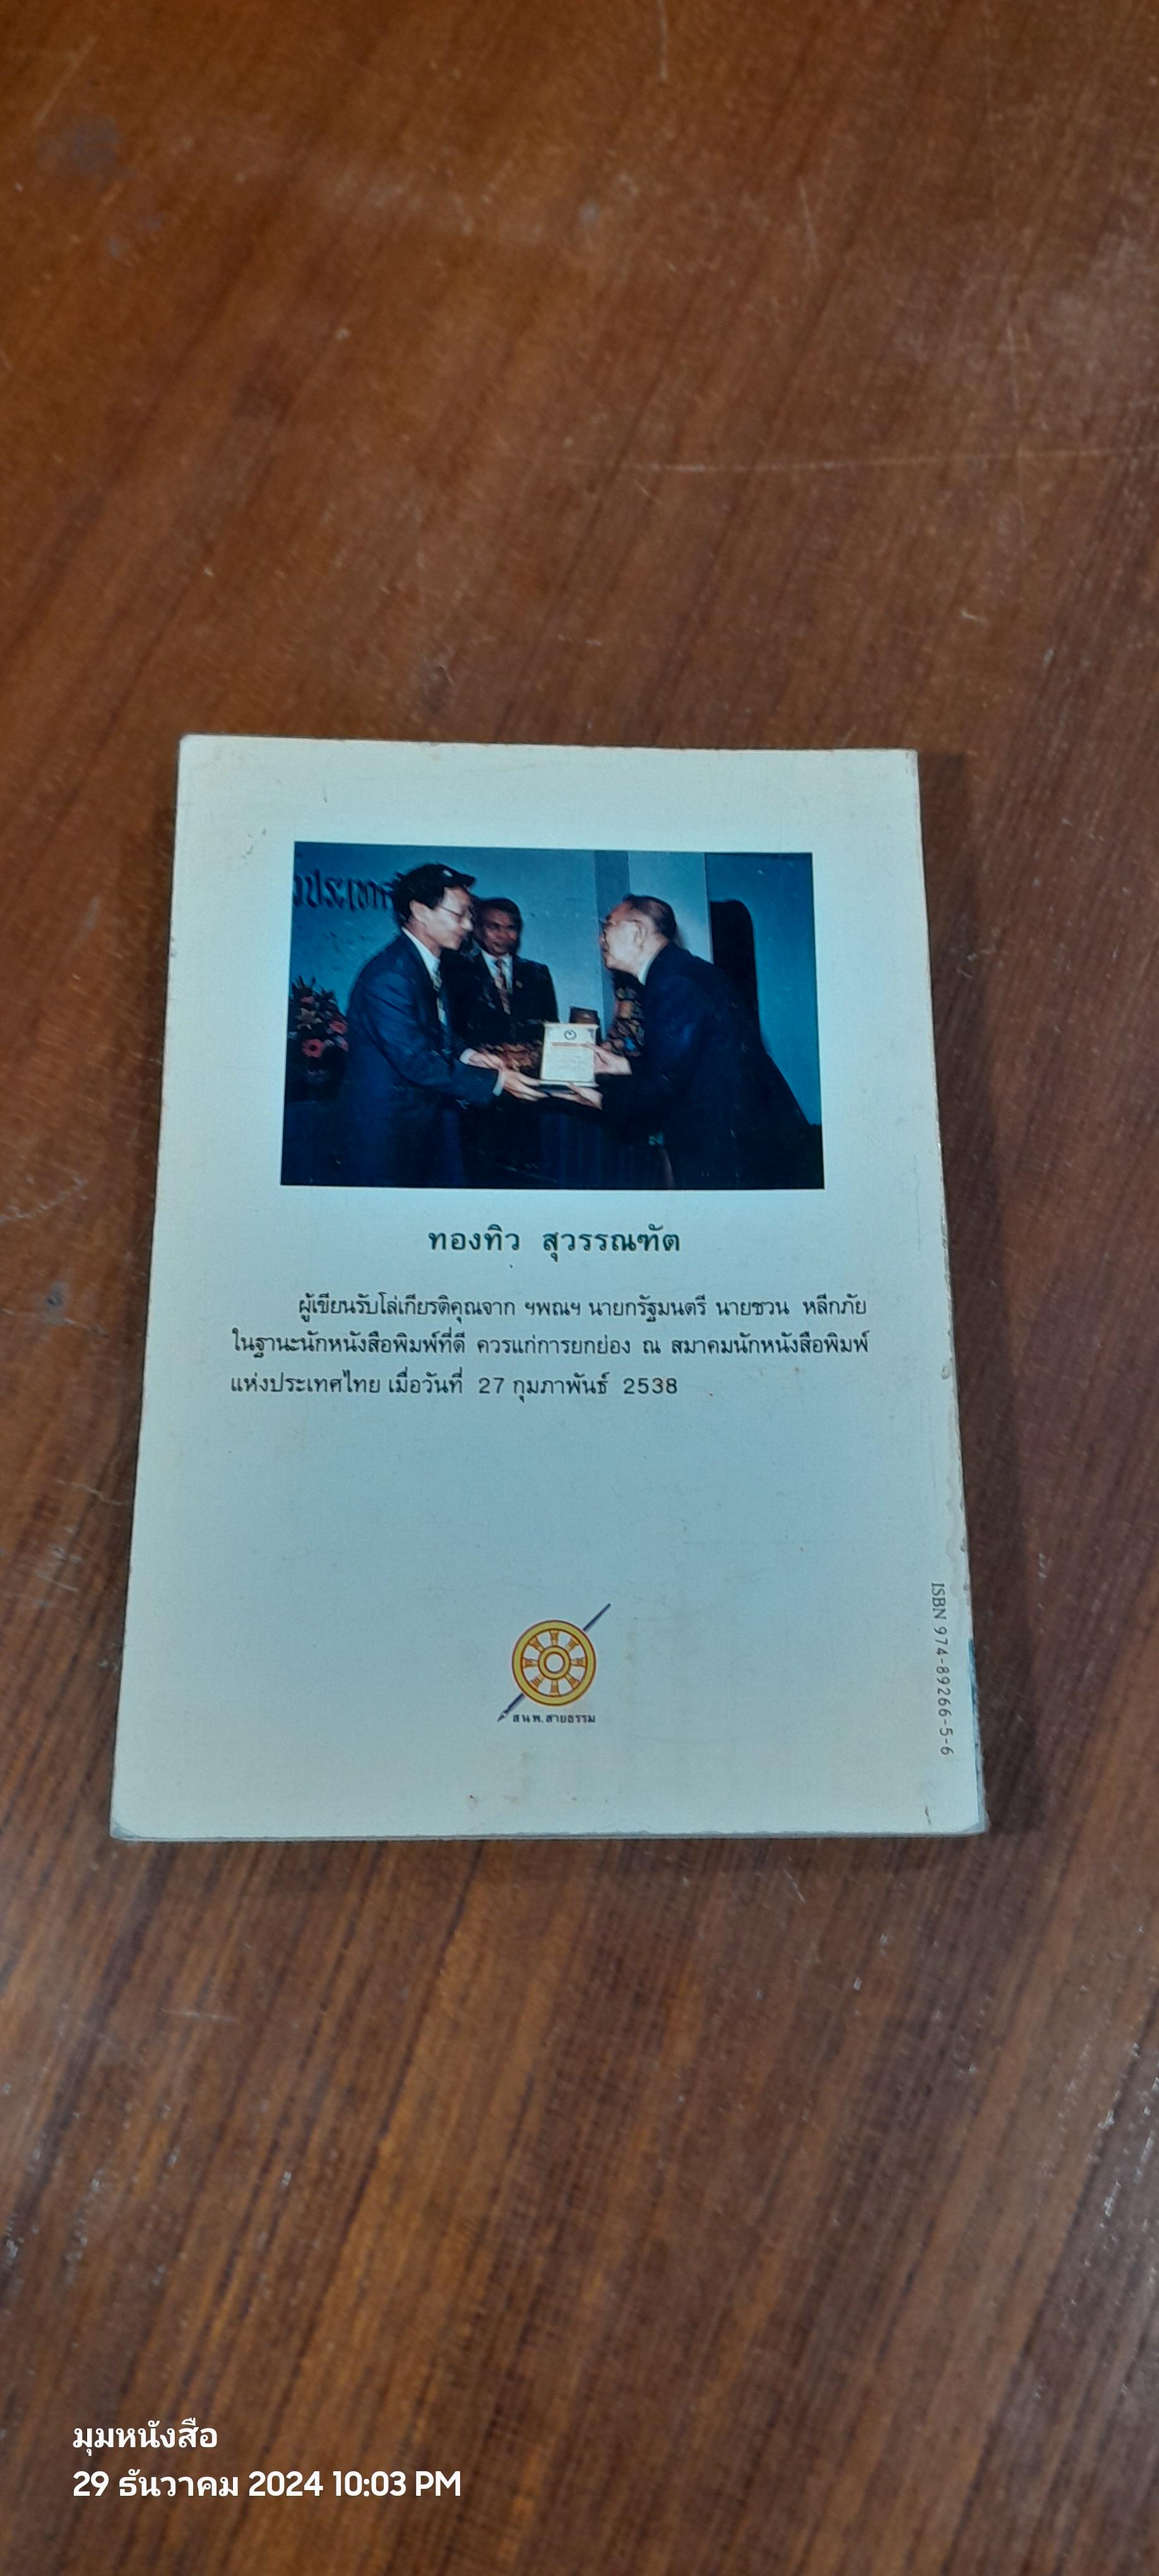 งประเทศ
ทองทิว สุวรรณฑัต
ผู้เขียนรับโล่เกียรติคุณจาก ฯพณฯ นายกรัฐมนตรี นายชวน หลีกภัย
ในฐานะนักหนังสือพิมพ์ที่ดี ควรแก่การยกย่อง ณ สมาคมนักหนังสือพิมพ์
แห่งประเทศไทย เมื่อวันที่ 27 กุมภาพันธ์ 2538
สนพ.สายธรรม
ISBN 974-89266-5-6
มุมหนังสือ
29 ธันวาคม 2024 10:03 PM